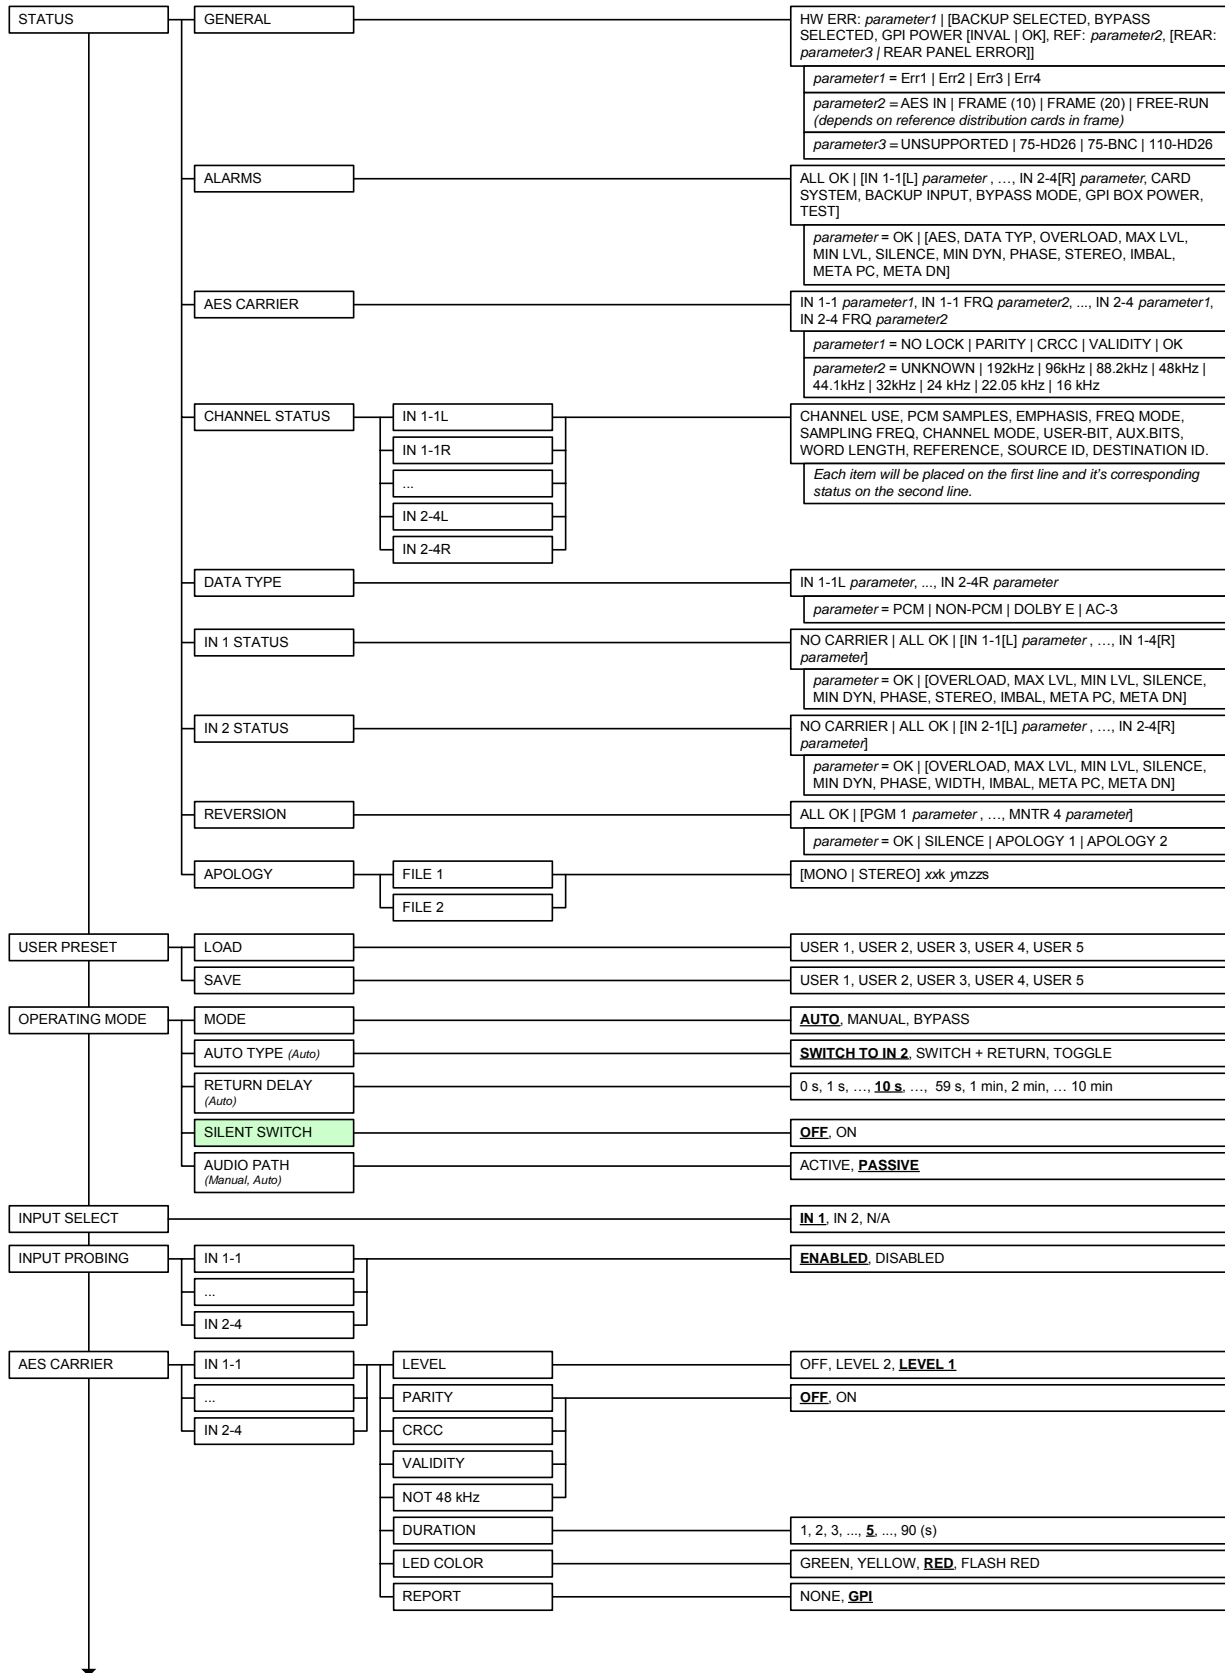 STATUS
GENERAL
HW ERR: parameter1 | [BACKUP SELECTED, BYPASS
SELECTED, GPI POWER [INVAL | OK], REF: parameter2, [REAR:
parameter3 | REAR PANEL ERROR]]
parameter1 = Err1 | Err2 | Err3 | Err4
parameter2 = AES IN | FRAME (10) | FRAME (20) | FREE-RUN
(depends on reference distribution cards in frame)
parameter3 = UNSUPPORTED | 75-HD26 | 75-BNC | 110-HD26
ALARMS
ALL OK | [IN 1-1[L] parameter , …, IN 2-4[R] parameter, CARD
SYSTEM, BACKUP INPUT, BYPASS MODE, GPI BOX POWER,
TEST]
parameter = OK | [AES, DATA TYP, OVERLOAD, MAX LVL,
MIN LVL, SILENCE, MIN DYN, PHASE, STEREO, IMBAL,
META PC, META DN]
AES CARRIER
IN 1-1 parameter1, IN 1-1 FRQ parameter2, ..., IN 2-4 parameter1,
IN 2-4 FRQ parameter2
parameter1 = NO LOCK | PARITY | CRCC | VALIDITY | OK
parameter2 = UNKNOWN | 192kHz | 96kHz | 88.2kHz | 48kHz |
44.1kHz | 32kHz | 24 kHz | 22.05 kHz | 16 kHz
CHANNEL STATUS
IN 1-1L
IN 1-1R
...
IN 2-4L
IN 2-4R
CHANNEL USE, PCM SAMPLES, EMPHASIS, FREQ MODE,
SAMPLING FREQ, CHANNEL MODE, USER-BIT, AUX.BITS,
WORD LENGTH, REFERENCE, SOURCE ID, DESTINATION ID.
Each item will be placed on the first line and it's corresponding
status on the second line.
DATA TYPE
IN 1-1L parameter, ..., IN 2-4R parameter
parameter = PCM | NON-PCM | DOLBY E | AC-3
IN 1 STATUS
NO CARRIER | ALL OK | [IN 1-1[L] parameter , …, IN 1-4[R]
parameter]
parameter = OK | [OVERLOAD, MAX LVL, MIN LVL, SILENCE,
MIN DYN, PHASE, STEREO, IMBAL, META PC, META DN]
IN 2 STATUS
NO CARRIER | ALL OK | [IN 2-1[L] parameter , …, IN 2-4[R]
parameter]
parameter = OK | [OVERLOAD, MAX LVL, MIN LVL, SILENCE,
MIN DYN, PHASE, WIDTH, IMBAL, META PC, META DN]
REVERSION
ALL OK | [PGM 1 parameter , …, MNTR 4 parameter]
parameter = OK | SILENCE | APOLOGY 1 | APOLOGY 2
APOLOGY
FILE 1
FILE 2
[MONO | STEREO] xxk ymzzs
USER PRESET
LOAD
USER 1, USER 2, USER 3, USER 4, USER 5
SAVE
USER 1, USER 2, USER 3, USER 4, USER 5
OPERATING MODE
MODE
AUTO, MANUAL, BYPASS
AUTO TYPE (Auto)
SWITCH TO IN 2, SWITCH + RETURN, TOGGLE
RETURN DELAY
(Auto)
0 s, 1 s, …, 10 s, …, 59 s, 1 min, 2 min, … 10 min
SILENT SWITCH
OFF, ON
AUDIO PATH
(Manual, Auto)
ACTIVE, PASSIVE
INPUT SELECT
IN 1, IN 2, N/A
INPUT PROBING
IN 1-1
...
IN 2-4
ENABLED, DISABLED
AES CARRIER
IN 1-1
...
IN 2-4
LEVEL
OFF, LEVEL 2, LEVEL 1
PARITY
OFF, ON
CRCC
VALIDITY
NOT 48 kHz
DURATION
1, 2, 3, ..., 5, ..., 90 (s)
LED COLOR
GREEN, YELLOW, RED, FLASH RED
REPORT
NONE, GPI